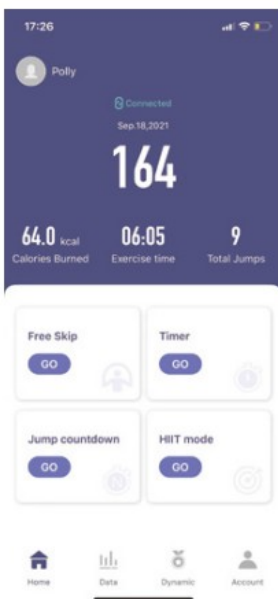 17:26
Polly
Connected
Sep.18,2021
164
64.0 kcal 06:05 9
Calories Burned Exercise time Total Jumps
Free Skip Timer
GO GO
Jump countdown HIIT mode
GO GO
Home Data Dynamic Account